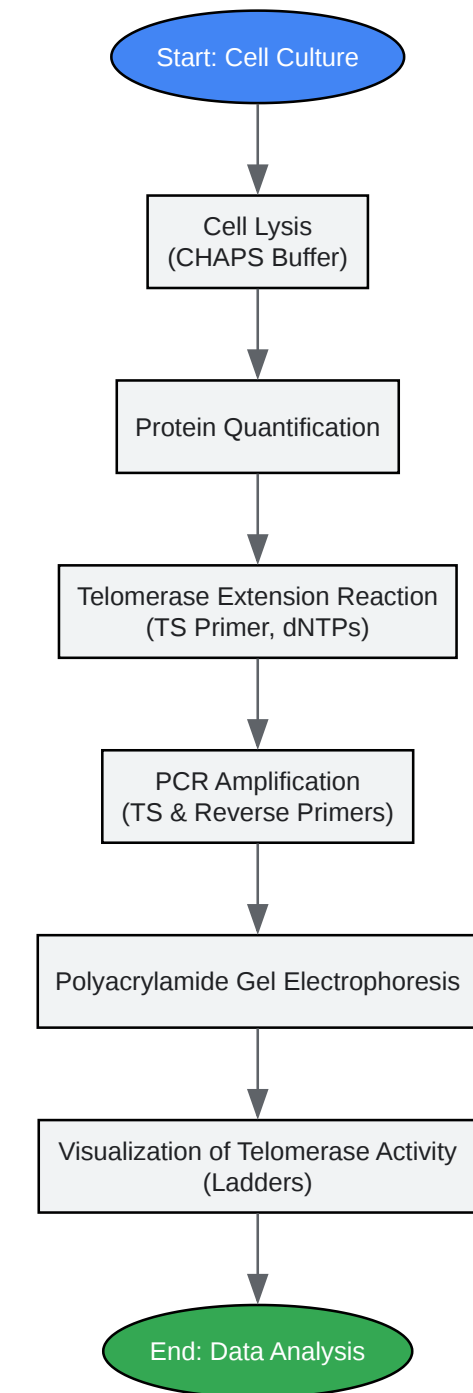 Start: Cell Culture
Cell Lysis
(CHAPS Buffer)
Protein Quantification
Telomerase Extension Reaction
(TS Primer, dNTPs)
PCR Amplification
(TS & Reverse Primers)
Polyacrylamide Gel Electrophoresis
Visualization of Telomerase Activity
(Ladders)
End: Data Analysis